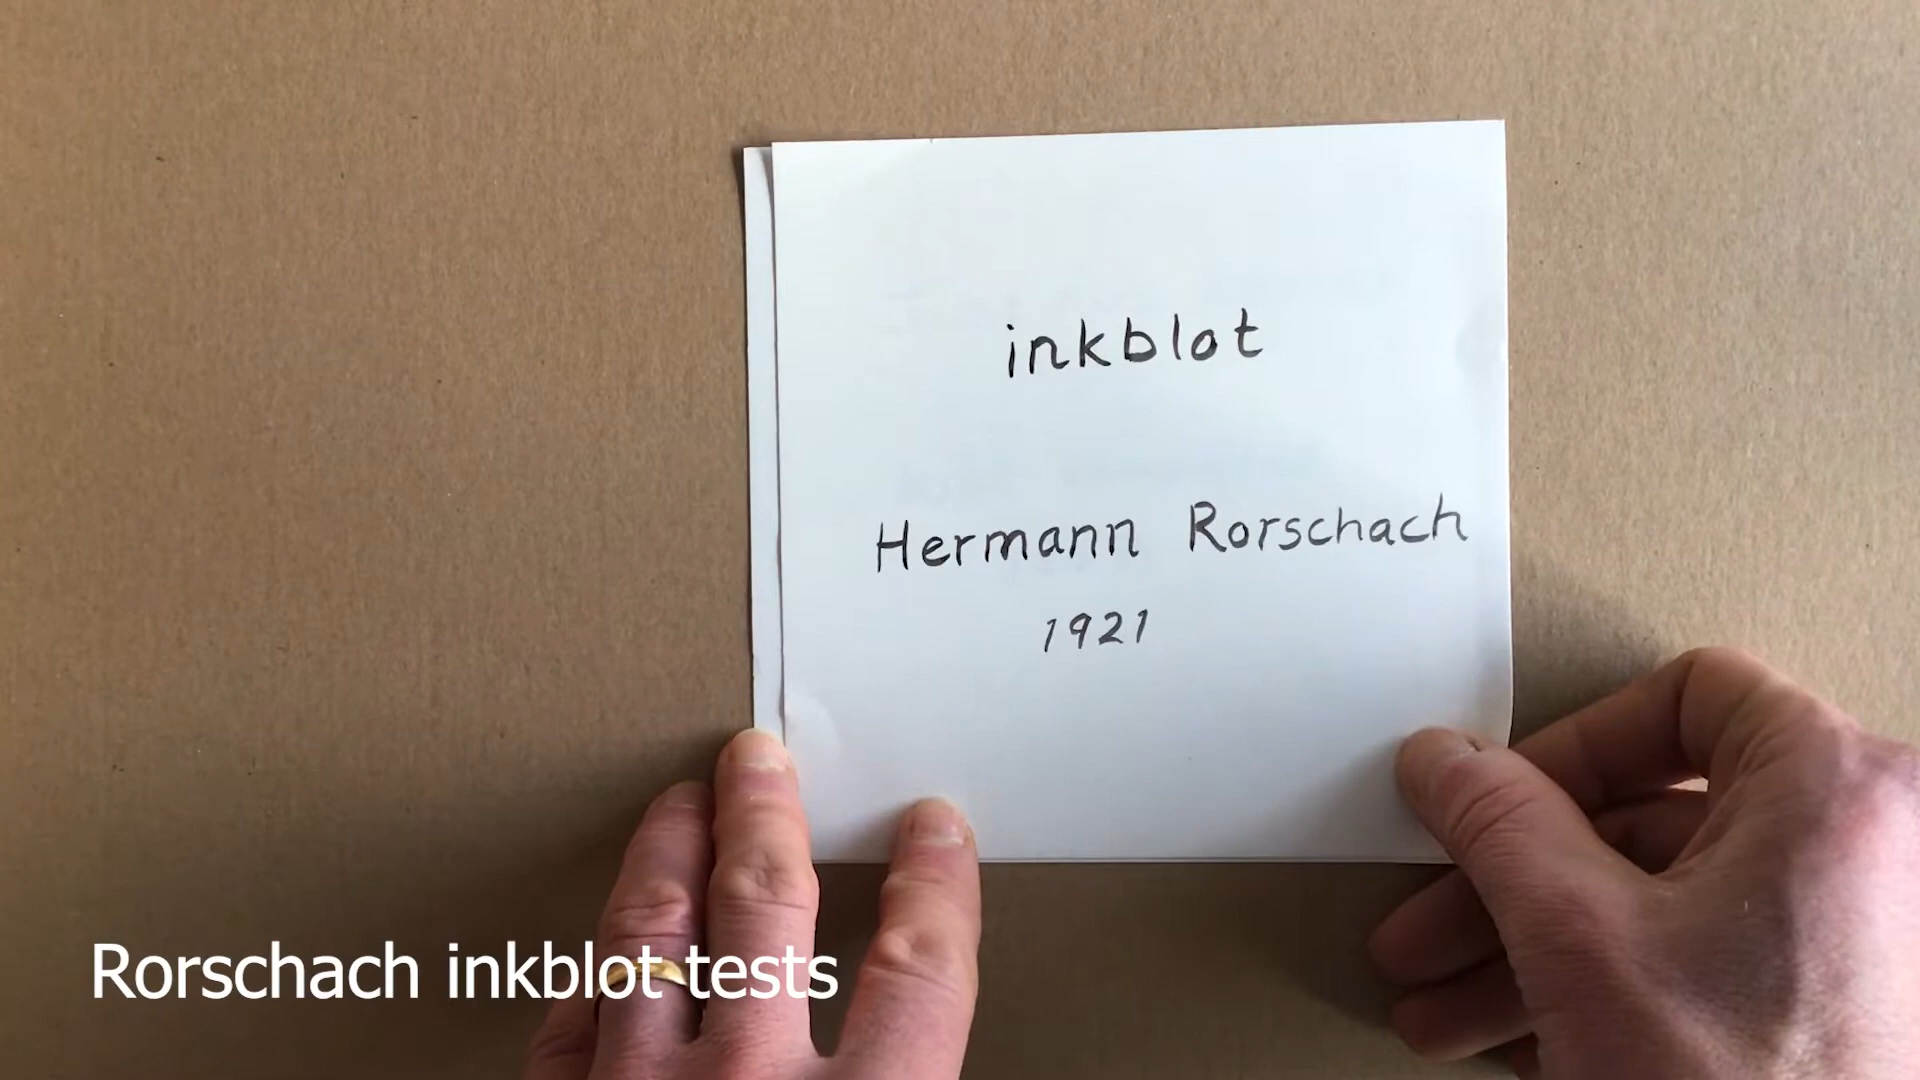 inkblot
Hermann Rorschach
1921
Rorschach inkblot tests